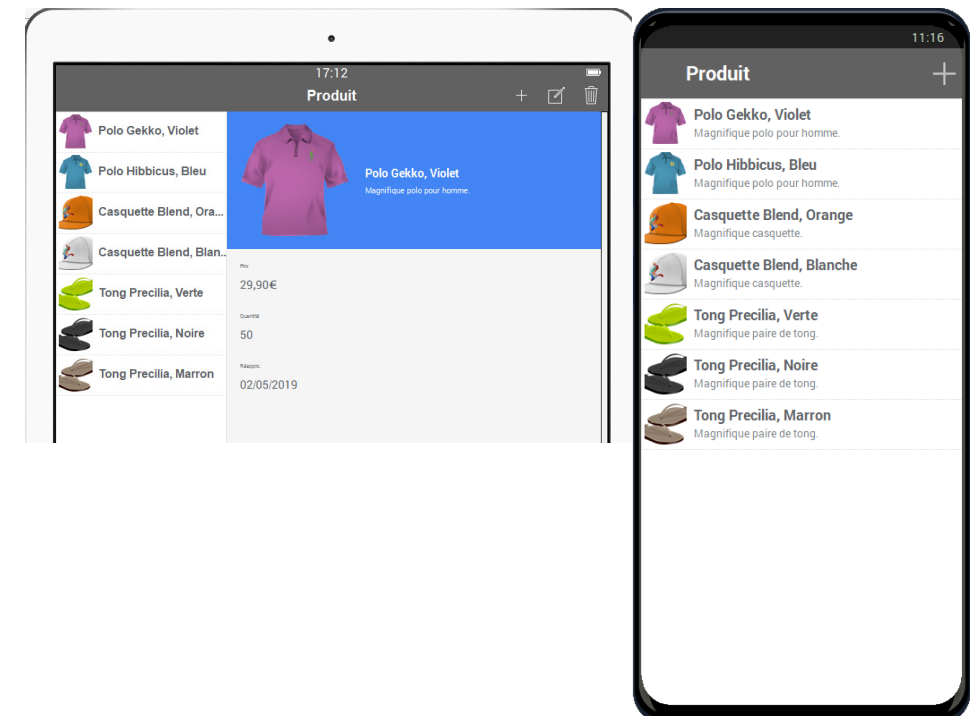 17:12
Produit
Polo Gekko, Violet
Polo Hibbicus, Bleu
Casquette Blend, Ora...
Casquette Blend, Blan..
Tong Precilia, Verte
Tong Precilia, Noire
Tong Precilia, Marron
Polo Gekko, Violet
Magnifique polo pour homme.
Prix
29,90€
Quantité
50
Réappro.
02/05/2019
11:16
Produit
Polo Gekko, Violet
Magnifique polo pour homme.
Polo Hibbicus, Bleu
Magnifique polo pour homme.
Casquette Blend, Orange
Magnifique casquette.
Casquette Blend, Blanche
Magnifique casquette.
Tong Precilia, Verte
Magnifique paire de tong.
Tong Precilia, Noire
Magnifique paire de tong.
Tong Precilia, Marron
Magnifique paire de tong.